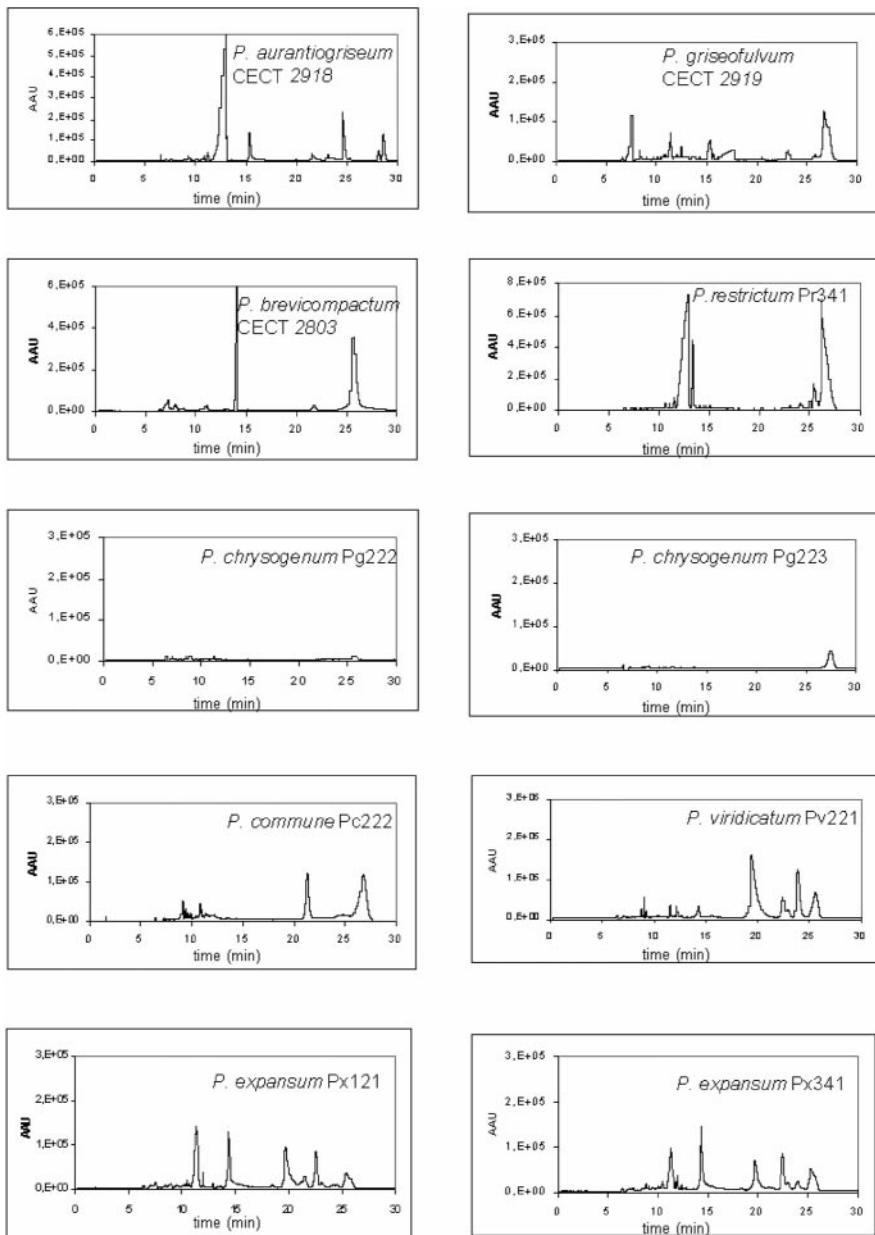 P. aurantiogriseum
CECT 2918
AAU
6,E+05
5,E+05
4,E+05
3,E+05
2,E+05
1,E+05
0,E+00
0 5 10 15 20 25 30
time (min)
P. griseofulvum
CECT 2919
AAU
3,E+05
2,E+05
1,E+05
0,E+00
0 5 10 15 20 25 30
time (min)
P. brevicompactum
CECT 2803
AAU
6,E+05
4,E+05
2,E+05
0,E+00
0 5 10 15 20 25 30
time (min)
P.restrictum Pr341
AAU
8,E+05
6,E+05
4,E+05
2,E+05
0,E+00
0 5 10 15 20 25 30
time (min)
P. chrysogenum Pg222
AAU
3,E+05
2,E+05
1,E+05
0,E+00
0 5 10 15 20 25 30
time (min)
P. chrysogenum Pg223
AAU
3,E+05
2,E+05
1,E+05
0,E+00
0 5 10 15 20 25 30
time (min)
P. commune Pc222
AAU
3,E+05
2,E+05
1,E+05
0,E+00
0 5 10 15 20 25 30
time (min)
P. viridicatum Pv221
AAU
0 5 10 15 20 25 30
time (min)
P. expansum Px121
AAU
3,E+05
2,E+05
1,E+05
0,E+00
0 5 10 15 20 25 30
time (min)
P. expansum Px341
AAU
3,E+05
2,E+05
1,E+05
0,E+00
0 5 10 15 20 25 30
time (min)